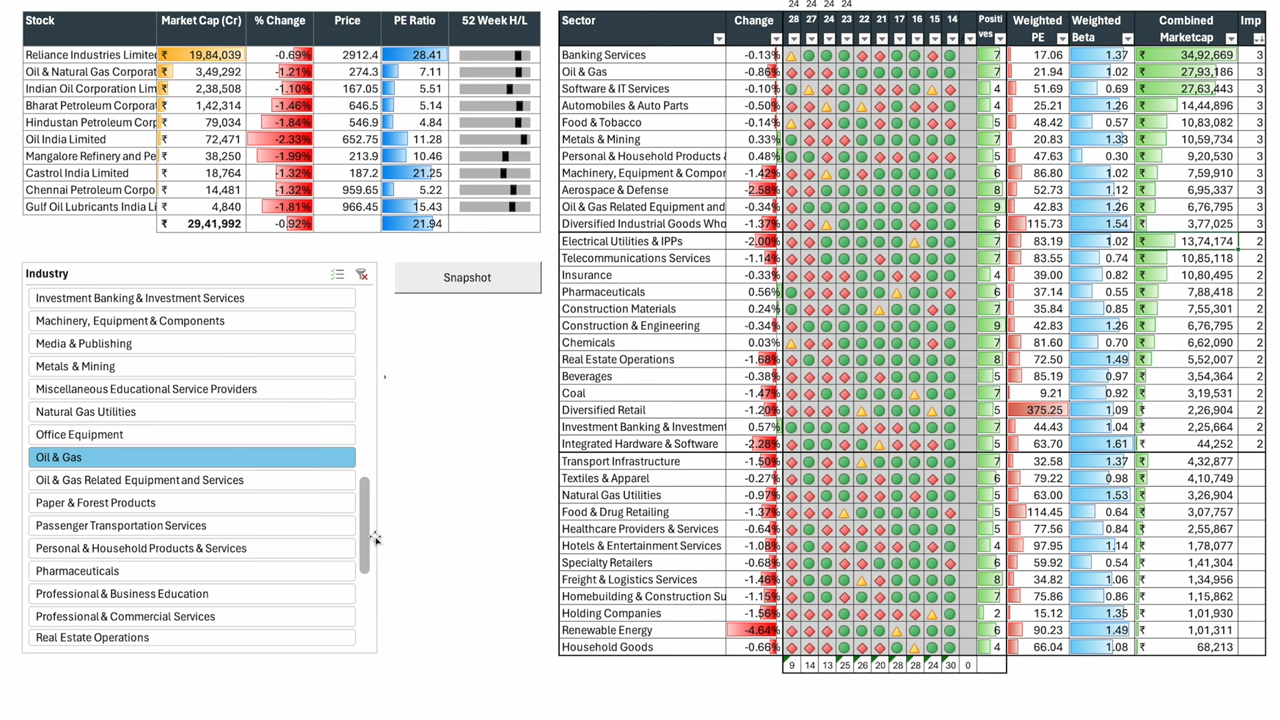 Stock Market Cap (Cr) % Change Price PE Ratio 52 Week H/L
Reliance Industries Limite ₹ 19,84,039 -0.69% 2912.4 28.41
Oil & Natural Gas Corporat ₹ 3,49,292 -1.21% 274.3 7.11
Indian Oil Corporation Lim ₹ 2,38,508 -1.10% 167.05 5.51
Bharat Petroleum Corpora ₹ 1,42,314 -1.46% 646.5 5.14
Hindustan Petroleum Corp ₹ 79,034 -1.84% 546.9 4.84
Oil India Limited ₹ 72,471 -2.33% 652.75 11.28
Mangalore Refinery and Pe ₹ 38,250 -1.99% 213.9 10.46
Castrol India Limited ₹ 18,764 -1.32% 187.2 21.25
Chennai Petroleum Corpo ₹ 14,481 -1.32% 959.65 5.22
Gulf Oil Lubricants India Li ₹ 4,840 -1.81% 966.45 15.43
₹ 29,41,992 -0.92% 21.94
Industry
Snapshot
Investment Banking & Investment Services
Machinery, Equipment & Components
Media & Publishing
Metals & Mining
Miscellaneous Educational Service Providers
Natural Gas Utilities
Office Equipment
Oil & Gas
Oil & Gas Related Equipment and Services
Paper & Forest Products
Passenger Transportation Services
Personal & Household Products & Services
Pharmaceuticals
Professional & Business Education
Professional & Commercial Services
Real Estate Operations
24 24 24 24
Sector Change 28 27 24 23 22 21 17 16 15 14 Positives Weighted PE Weighted Beta Combined Marketcap Imp
Banking Services -0.13% 7 17.06 1.37 ₹ 34,92,669 3
Oil & Gas -0.86% 7 21.94 1.02 ₹ 27,93,186 3
Software & IT Services -0.10% 4 51.69 0.69 ₹ 27,63,443 3
Automobiles & Auto Parts -0.50% 4 25.21 1.26 ₹ 14,44,896 3
Food & Tobacco -0.14% 5 48.42 0.57 ₹ 10,83,082 3
Metals & Mining 0.33% 7 20.83 1.33 ₹ 10,59,734 3
Personal & Household Products & 0.48% 5 47.63 0.30 ₹ 9,20,530 3
Machinery, Equipment & Compor -1.42% 6 86.80 1.02 ₹ 7,59,910 3
Aerospace & Defense -2.58% 8 52.73 1.12 ₹ 6,95,337 3
Oil & Gas Related Equipment and -0.34% 9 42.83 1.26 ₹ 6,76,795 3
Diversified Industrial Goods Who -1.37% 6 115.73 1.54 ₹ 3,77,025 3
Electrical Utilities & IPPs -2.00% 7 83.19 1.02 ₹ 13,74,174 2
Telecommunications Services -1.14% 7 83.55 0.74 ₹ 10,85,118 2
Insurance -0.33% 4 39.00 0.82 ₹ 10,80,495 2
Pharmaceuticals 0.56% 6 37.14 0.55 ₹ 7,88,418 2
Construction Materials 0.24% 7 35.84 0.85 ₹ 7,55,301 2
Construction & Engineering -0.34% 9 42.83 1.26 ₹ 6,76,795 2
Chemicals 0.03% 7 81.60 0.70 ₹ 6,62,090 2
Real Estate Operations -1.68% 8 72.50 1.49 ₹ 5,52,007 2
Beverages -0.38% 5 85.19 0.97 ₹ 3,54,364 2
Coal -1.47% 7 9.21 0.92 ₹ 3,19,531 2
Diversified Retail -1.20% 5 375.25 1.09 ₹ 2,26,904 2
Investment Banking & Investment 0.57% 7 44.43 1.04 ₹ 2,25,664 2
Integrated Hardware & Software -2.28% 5 63.70 1.61 ₹ 44,252 2
Transport Infrastructure -1.50% 7 32.58 1.37 ₹ 4,32,877
Textiles & Apparel -0.27% 6 79.22 0.98 ₹ 4,10,749
Natural Gas Utilities -0.97% 5 63.00 1.53 ₹ 3,26,904
Food & Drug Retailing -1.37% 5 114.45 0.64 ₹ 3,07,757
Healthcare Providers & Services -0.64% 5 77.56 0.84 ₹ 2,55,867
Hotels & Entertainment Services -1.08% 4 97.95 1.14 ₹ 1,78,077
Specialty Retailers -0.68% 6 59.92 0.54 ₹ 1,41,304
Freight & Logistics Services -1.46% 8 34.82 1.06 ₹ 1,34,956
Homebuilding & Construction Su -1.15% 7 75.86 0.86 ₹ 1,15,862
Holding Companies -1.56% 2 15.12 1.35 ₹ 1,01,930
Renewable Energy -4.64% 6 90.23 1.49 ₹ 1,01,311
Household Goods -0.66% 4 66.04 1.08 ₹ 68,213
9 14 13 25 26 20 28 28 24 30 0